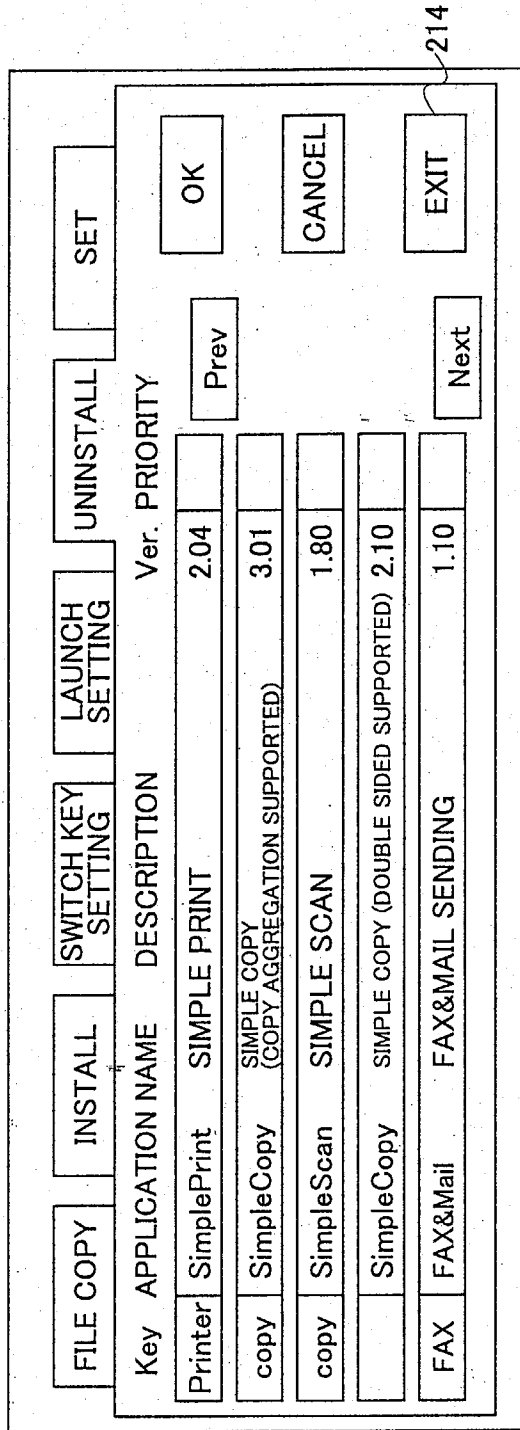 FILE COPY
INSTALL
SWITCH KEY
SETTING
LAUNCH
SETTING
UNINSTALL
SET
Key APPLICATION NAME DESCRIPTION Ver. PRIORITY
Printer SimplePrint SIMPLE PRINT 2.04
copy SimpleCopy SIMPLE COPY
(COPY AGGREGATION SUPPORTED) 3.01
copy SimpleScan SIMPLE SCAN 1.80
SimpleCopy SIMPLE COPY (DOUBLE SIDED SUPPORTED) 2.10
FAX FAX&Mail FAX&MAIL SENDING 1.10
Prev
Next
OK
CANCEL
EXIT
214